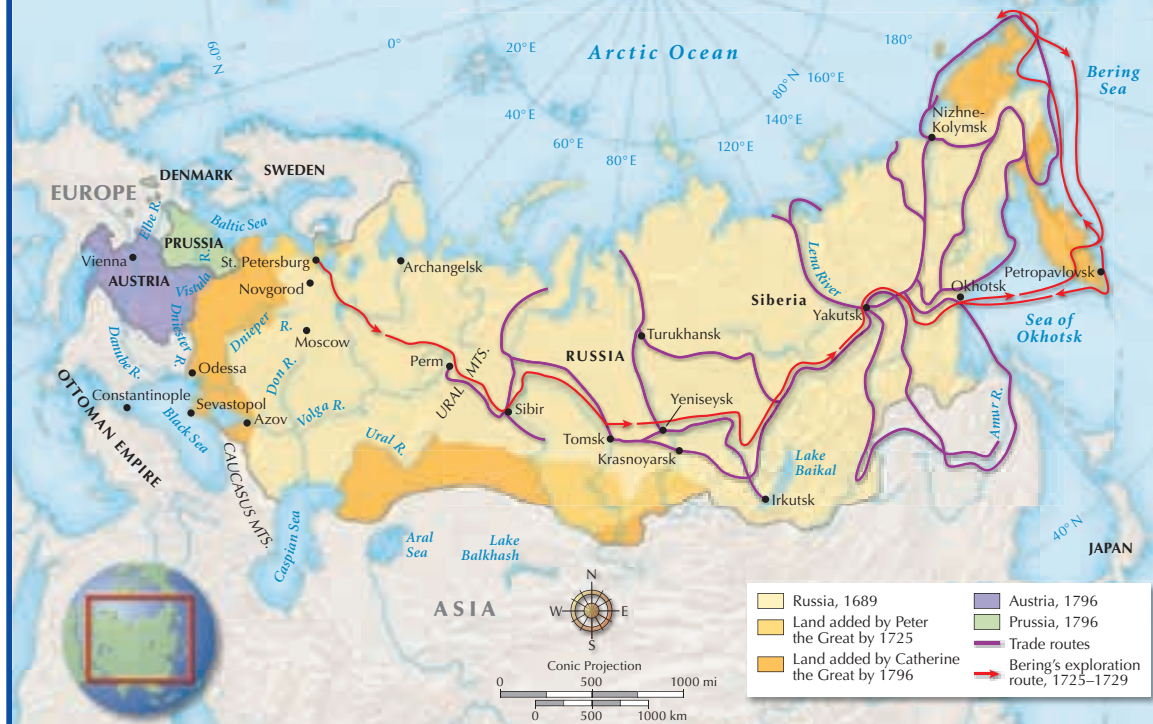 60° N
0°
20° E
40° E
60° E
80° E
Arctic Ocean
120° E
140° E
80° N
160° E
180°
Bering
Sea
Nizhne-
Kolymsk
EUROPE
DENMARK
SWEDEN
Elbe R.
Baltic Sea
PRUSSIA
Vienna
AUSTRIA
Vistula
R.
St. Petersburg
Novgorod
Archangelsk
Dniester
R.
Dnieper
R.
Moscow
Danube R.
Odessa
Don R.
Perm
URAL MTS.
RUSSIA
Siberia
Lena River
Yakutsk
Okhotsk
Petropavlovsk
Sea of
Okhotsk
Turukhansk
OTTOMAN EMPIRE
Constantinople
Sevastopol
Black Sea
Azov
Volga R.
Ural R.
Sibir
Tomsk
Yeniseysk
Krasnoyarsk
Lake
Baikal
Irkutsk
Amur R.
CAUCASUS MTS.
Caspian Sea
Aral
Sea
Lake
Balkhash
40° N
JAPAN
ASIA
N
W
E
S
Conic Projection
0 500 1000 mi
0 500 1000 km
Russia, 1689
Land added by Peter
the Great by 1725
Land added by Catherine
the Great by 1796
Austria, 1796
Prussia, 1796
Trade routes
Bering's exploration
route, 1725–1729